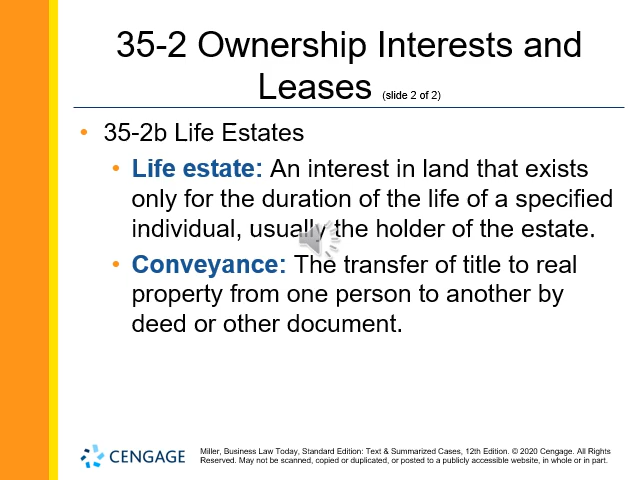 35-2 Ownership Interests and
Leases (slide 2 of 2)
• 35-2b Life Estates
• Life estate: An interest in land that exists
only for the duration of the life of a specified
individual, usually the holder of the estate.
• Conveyance: The transfer of title to real
property from one person to another by
deed or other document.
CENGAGE
Miller, Business Law Today, Standard Edition: Text & Summarized Cases, 12th Edition. © 2020 Cengage. All Rights
Reserved. May not be scanned, copied or duplicated, or posted to a publicly accessible website, in whole or in part.